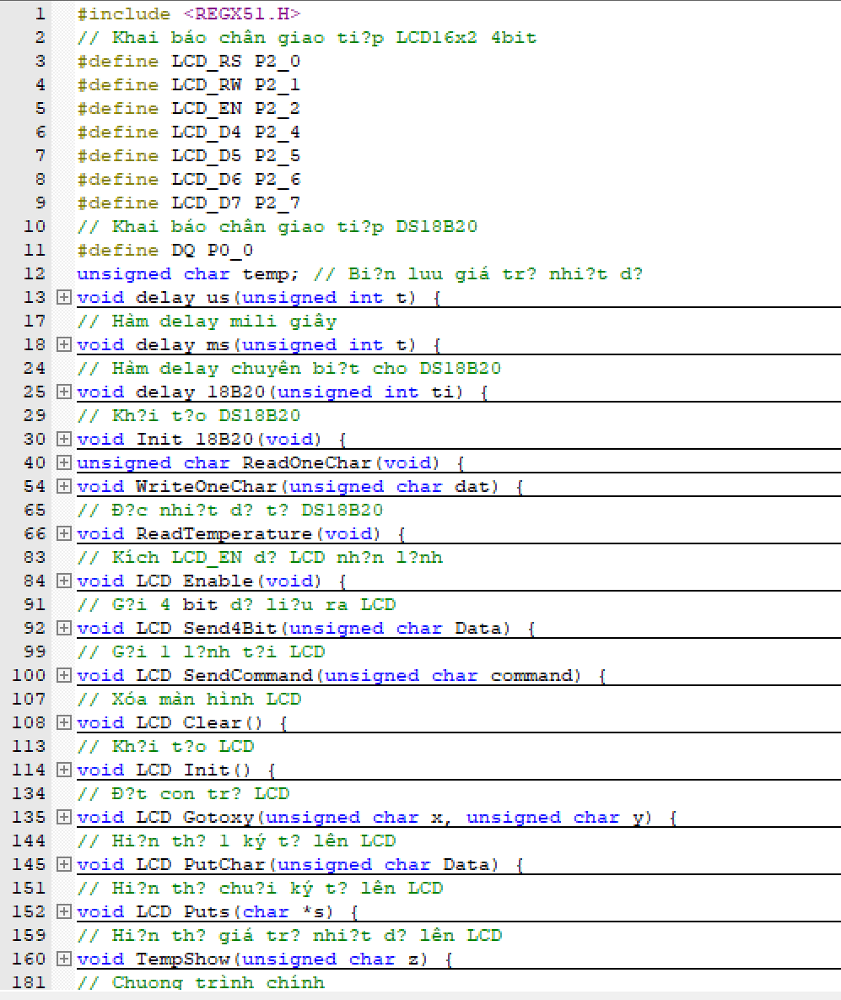 1 #include <REGX51.H>
2 // Khai báo chân giao ti?p LCD16x2 4bit
3 #define LCD_RS P2_0
4 #define LCD_RW P2_1
5 #define LCD_EN P2_2
6 #define LCD_D4 P2_4
7 #define LCD_D5 P2_5
8 #define LCD_D6 P2_6
9 #define LCD_D7 P2_7
10 // Khai báo chân giao ti?p DS18B20
11 #define DQ P0_0
12 unsigned char temp; // Bi?n luu giá tr? nhi?t d?
13 void delay_us(unsigned int t) {
17 // Hàm delay mili giây
18 void delay_ms(unsigned int t) {
24 // Hàm delay chuyên bi?t cho DS18B20
25 void delay_18B20(unsigned int ti) {
29 // Kh?i t?o DS18B20
30 void Init_18B20(void) {
40 unsigned char ReadOneChar(void) {
54 void WriteOneChar(unsigned char dat) {
65 // Đ?c nhi?t d? t? DS18B20
66 void ReadTemperature(void) {
83 // Kích LCD_EN d? LCD nh?n l?nh
84 void LCD_Enable(void) {
91 // G?i 4 bit d? li?u ra LCD
92 void LCD_Send4Bit(unsigned char Data) {
99 // G?i 1 l?nh t?i LCD
100 void LCD_SendCommand(unsigned char command) {
107 // Xóa màn hình LCD
108 void LCD_Clear() {
113 // Kh?i t?o LCD
114 void LCD_Init() {
134 // Đ?t con tr? LCD
135 void LCD_Gotoxy(unsigned char x, unsigned char y) {
144 // Hi?n th? 1 ký t? lên LCD
145 void LCD_PutChar(unsigned char Data) {
151 // Hi?n th? chu?i ký t? lên LCD
152 void LCD_Puts(char *s) {
159 // Hi?n th? giá tr? nhi?t d? lên LCD
160 void TempShow(unsigned char z) {
181 // Chuong trình chính